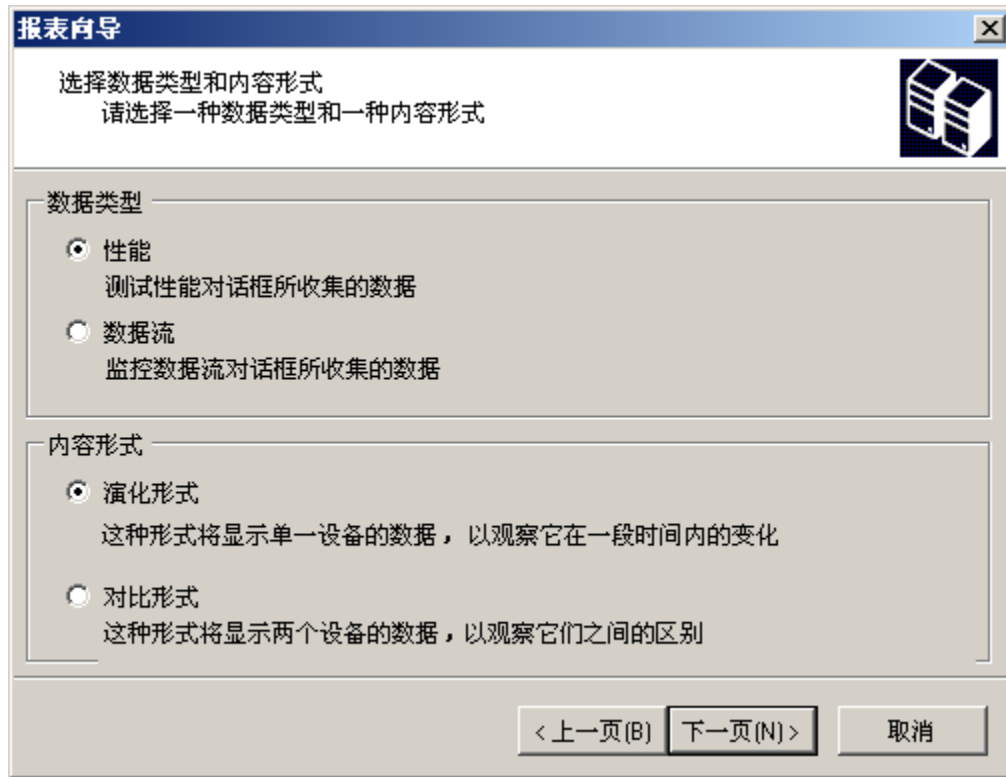 报表向导
选择数据类型和内容形式
请选择一种数据类型和一种内容形式
数据类型
性能
测试性能对话框所收集的数据
数据流
监控数据流对话框所收集的数据
内容形式
演化形式
这种形式将显示单一设备的数据，以观察它在一段时间内的变化
对比形式
这种形式将显示两个设备的数据，以观察它们之间的区别
<上一页(B) 下一页(N)> 取消